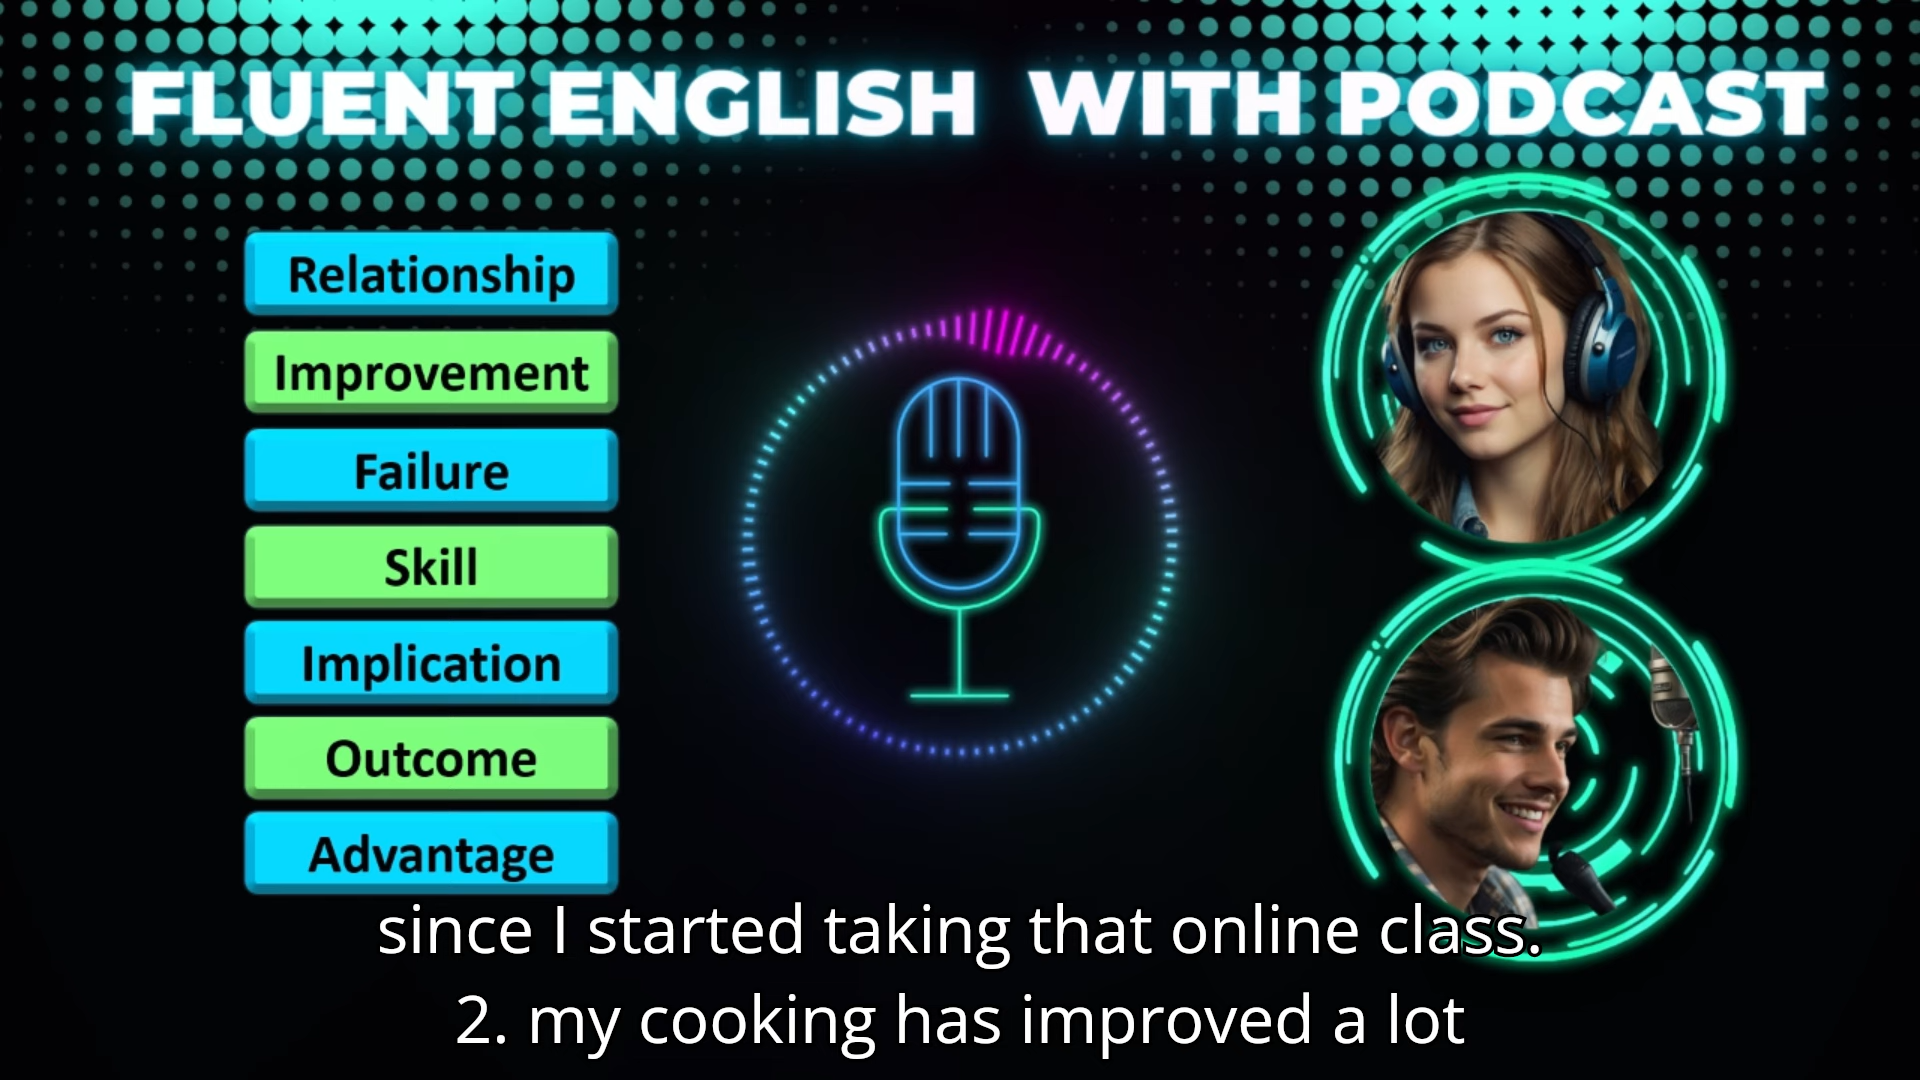 FLUENT ENGLISH WITH PODCAST
Relationship
Improvement
Failure
Skill
Implication
Outcome
Advantage
since I started taking that online class.
2. my cooking has improved a lot